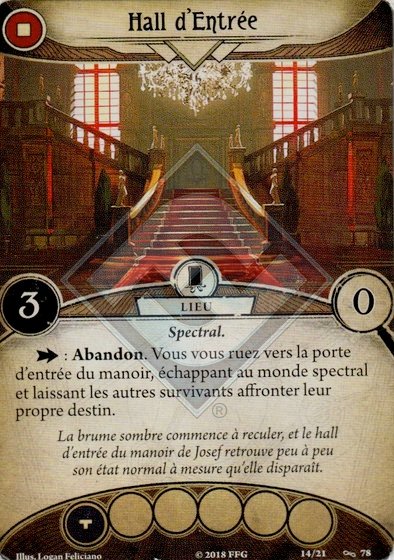 Hall d'Entrée
3
LIEU
0
Spectral.
: Abandon. Vous vous ruez vers la porte
d'entrée du manoir, échappant au monde spectral
et laissant les autres survivants affronter leur
propre destin.
La brume sombre commence à reculer, et le hall
d'entrée du manoir de Josef retrouve peu à peu
son état normal à mesure qu'elle disparaît.
®
Illus. Logan Feliciano
© 2018 FFG
14/21
78